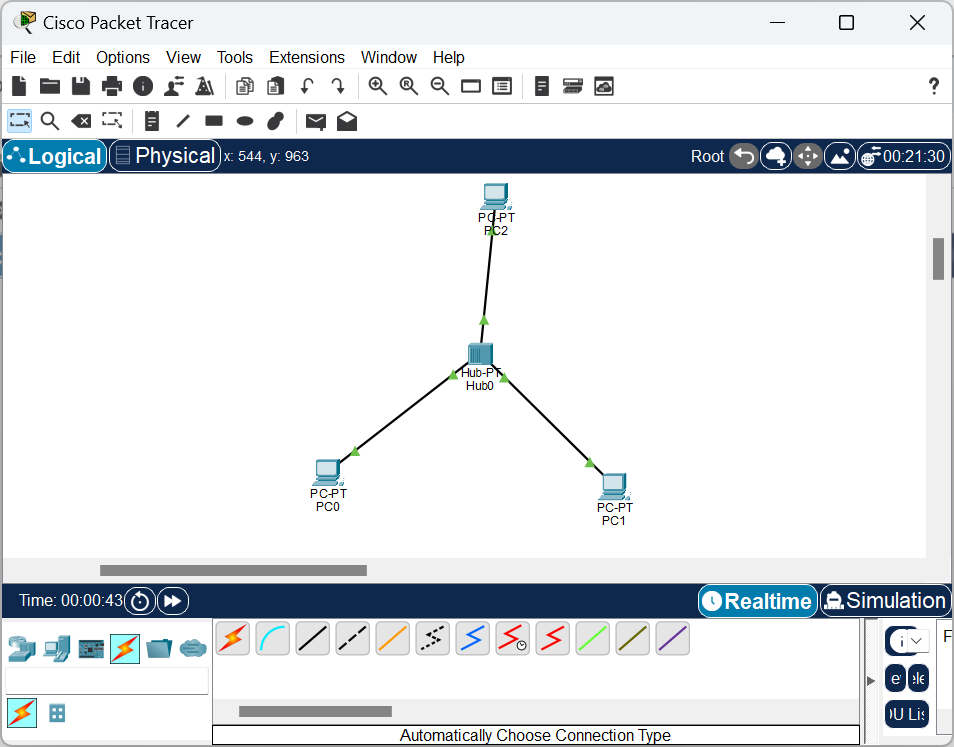 Cisco Packet Tracer
File Edit Options View Tools Extensions Window Help
?
Logical Physical x: 544, y: 963 Root 00:21:30
PC-PT
PC2
Hub-PT
Hub0
PC-PT
PC0
PC-PT
PC1
Time: 00:00:43 Realtime Simulation
Automatically Choose Connection Type